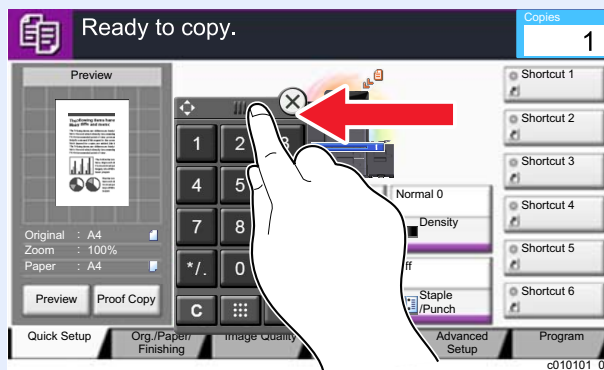 Ready to copy.
Copies
1
Preview
Original : A4
Zoom : 100%
Paper : A4
Preview
Proof Copy
1
2
3
4
5
7
8
*/.
0
C
Normal 0
Density
ff
Staple
/Punch
Shortcut 1
Shortcut 2
Shortcut 3
Shortcut 4
Shortcut 5
Shortcut 6
Quick Setup
Org./Paper/
Finishing
Image Quality
Advanced
Setup
Program
c010101_0